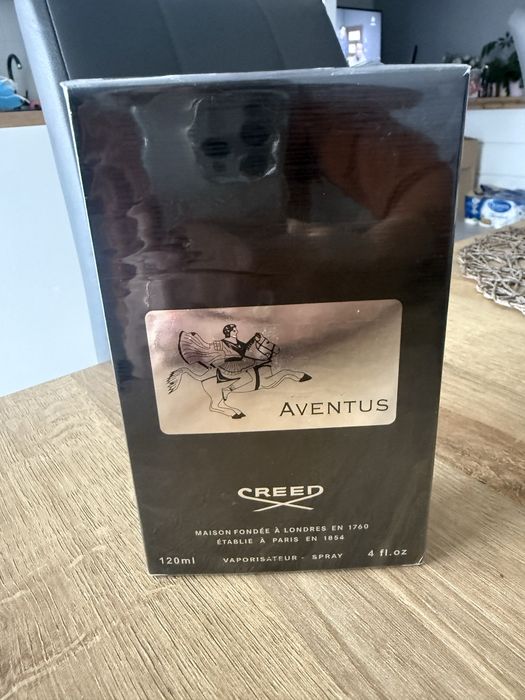 AVENTUS
CREED
MAISON FONDÉE À LONDRES EN 1760
ÉTABLIE À PARIS EN 1854
120ml VAPORISATEUR - SPRAY 4 fl.oz